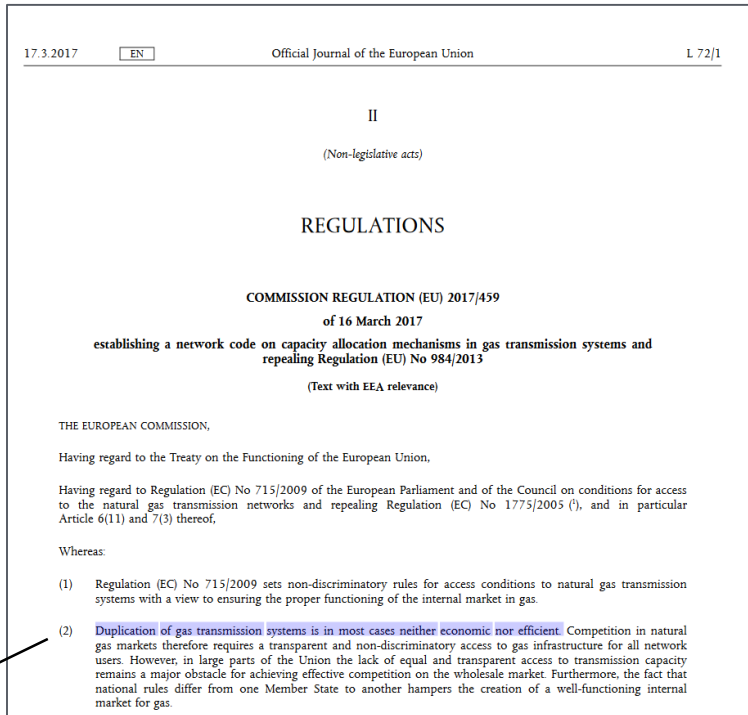 17.3.2017 EN Official Journal of the European Union L 72/1
II
(Non-legislative acts)
REGULATIONS
COMMISSION REGULATION (EU) 2017/459
of 16 March 2017
establishing a network code on capacity allocation mechanisms in gas transmission systems and
repealing Regulation (EU) No 984/2013
(Text with EEA relevance)
THE EUROPEAN COMMISSION,
Having regard to the Treaty on the Functioning of the European Union,
Having regard to Regulation (EC) No 715/2009 of the European Parliament and of the Council on conditions for access
to the natural gas transmission networks and repealing Regulation (EC) No 1775/2005 (¹), and in particular
Article 6(11) and 7(3) thereof,
Whereas:
(1) Regulation (EC) No 715/2009 sets non-discriminatory rules for access conditions to natural gas transmission
systems with a view to ensuring the proper functioning of the internal market in gas.
(2) Duplication of gas transmission systems is in most cases neither economic nor efficient. Competition in natural
gas markets therefore requires a transparent and non-discriminatory access to gas infrastructure for all network
users. However, in large parts of the Union the lack of equal and transparent access to transmission capacity
remains a major obstacle for achieving effective competition on the wholesale market. Furthermore, the fact that
national rules differ from one Member State to another hampers the creation of a well-functioning internal
market for gas.